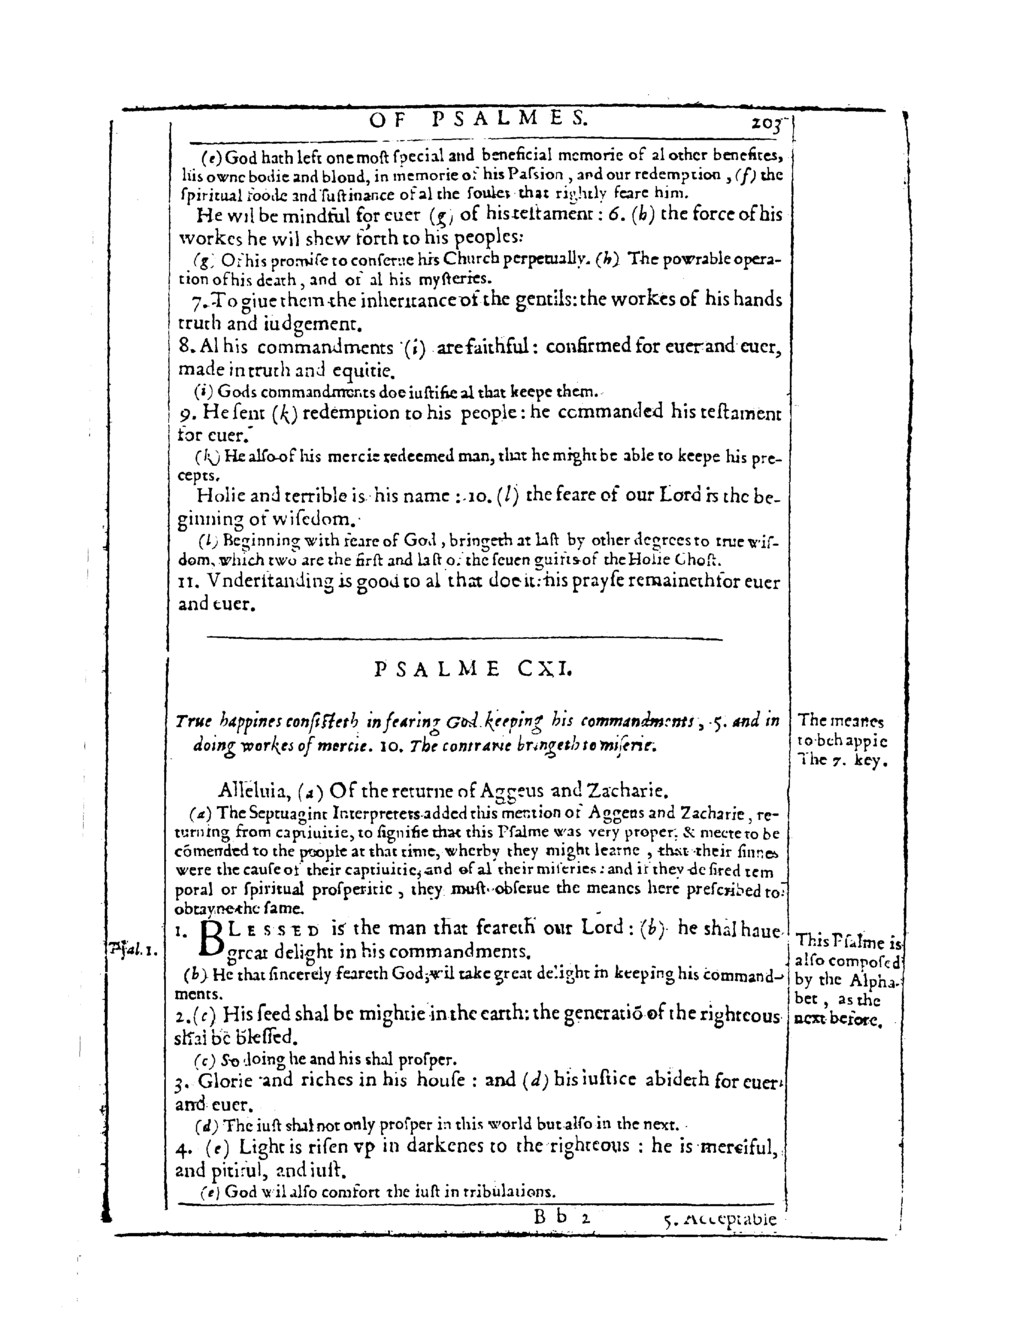 OF PSALMES. 203
(e) God hath left one most special and beneficial memorie of al other benefites,
his owne bodie and bloud, in memorie of his Passion, and our redemption, (f) the
spiritual foode and sustinance of al the soules that rightly feare him.
He wil be mindful for euer (g) of his testament: 6. (h) the force of his
workes he wil shew forth to his peoples:
(g) Of his promise to conserue his Church perpetually. (h) The powrable opera-
tion of his death, and of al his mysteries.
7. To giue them the inheritance of the gentils: the workes of his hands
truth and iudgement.
8. Al his commandments (i) are faithful: confirmed for euer and euer,
made in truth and equitie.
(i) Gods commandments doe iustifie al that keepe them.
9. He sent (k) redemption to his people: he commanded his testament
for euer.
(k) He also of his mercie redeemed man, that he might be able to keepe his pre-
cepts.
Holie and terrible is his name: 10. (l) the feare of our Lord is the be-
ginning of wisedom.
(l) Beginning with feare of God, bringeth at last by other degrees to true wis-
dom, which two are the first and last of the seuen guifts of the Holie Ghost.
11. Vnderstanding is good to al that doe it: his prayse remaineth for euer
and euer.
PSALME CXI.
True happines consisteth in fearing God. keeping his commandments, 5. and in
doing workes of mercie. 10. The contrarie bringeth to miserie.
The meanes
to be happie
The 7. key.
Alleluia, (a) Of the returne of Aggeus and Zacharie.
(a) The Septuagint Interpreters added this mention of Aggeus and Zacharie, re-
turning from captiuitie, to signifie that this Psalme was very proper, & meete to be
cōmended to the people at that time, wherby they might learne, that their sinnes
were the cause of their captiuitie, and of al their miseries: and if they desired tem
poral or spiritual prosperitie, they must obserue the meanes here prescribed to
obtayne the same.
1. BLESSED is the man that feareth our Lord: (b) he shal haue
great delight in his commandments.
Psal. 1.
This Psalme is
also composed
by the Alpha-
bet, as the
next before.
(b) He that sincerely feareth God, wil take great delight in keeping his command-
ments.
2. (c) His seed shal be mightie in the earth: the generatiō of the righteous
shal be blessed.
(c) So doing he and his shal prosper.
3. Glorie and riches in his house: and (d) his iustice abideth for euer
and euer.
(d) The iust shal not only prosper in this world but also in the next.
4. (e) Light is risen vp in darkenes to the righteous: he is merciful,
and pitiful, and iust.
(e) God wil also comfort the iust in tribulations.
B b 2 5. Acceptable